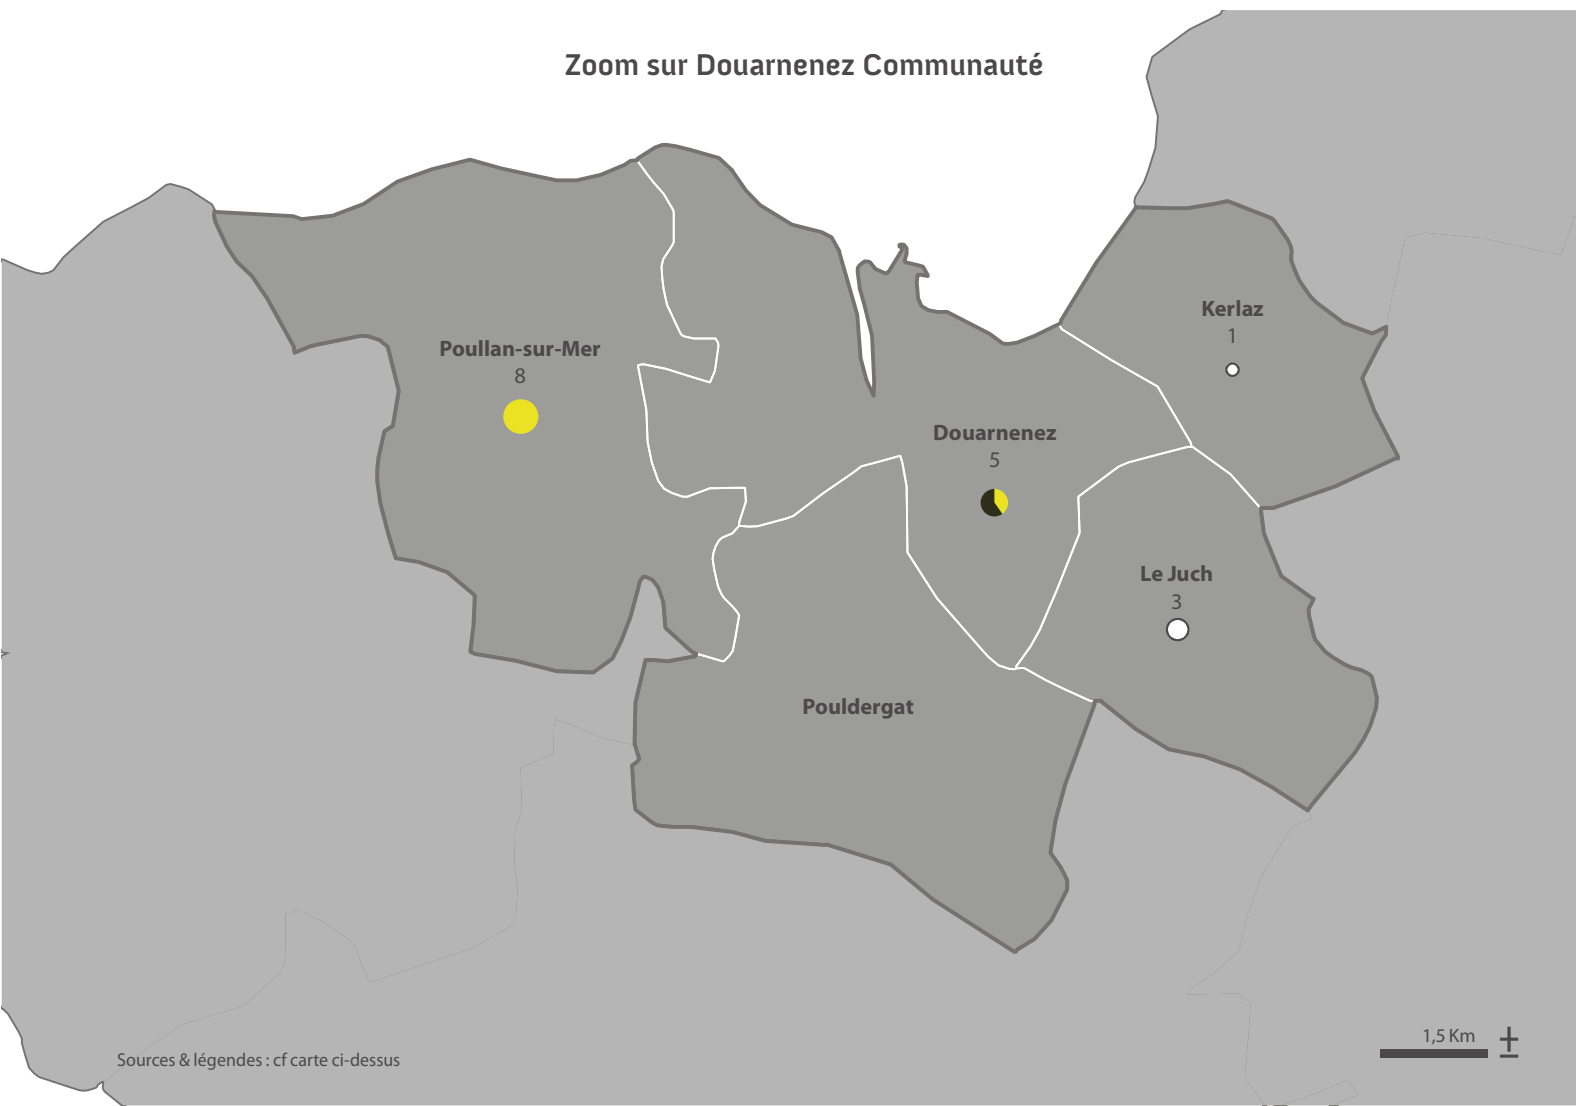 Zoom sur Douarnenez Communauté
Kerlaz
1
Poullan-sur-Mer
8
Douarnenez
5
Le Juch
3
Pouldergat
1,5 Km
Sources & légendes : cf carte ci-dessus